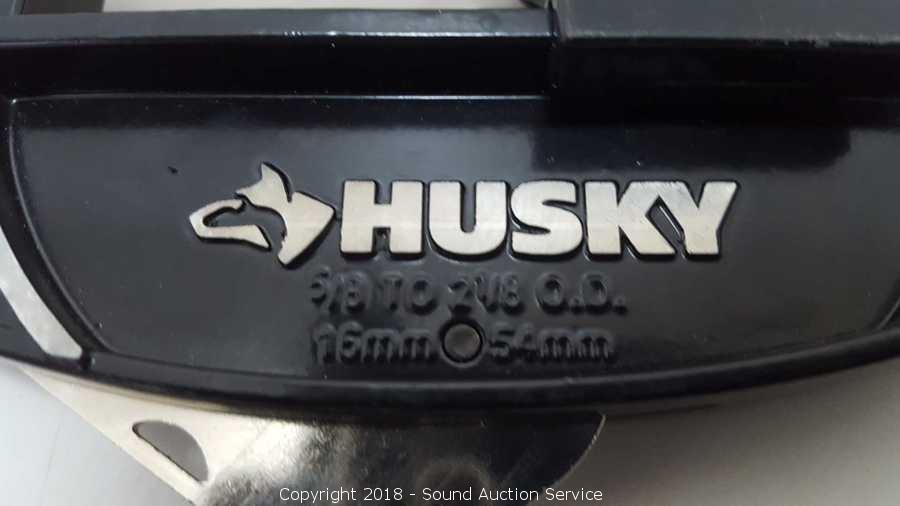 HUSKY
5/8 TO 2 1/8 O.D.
16mm 54mm
Copyright 2018 - Sound Auction Service